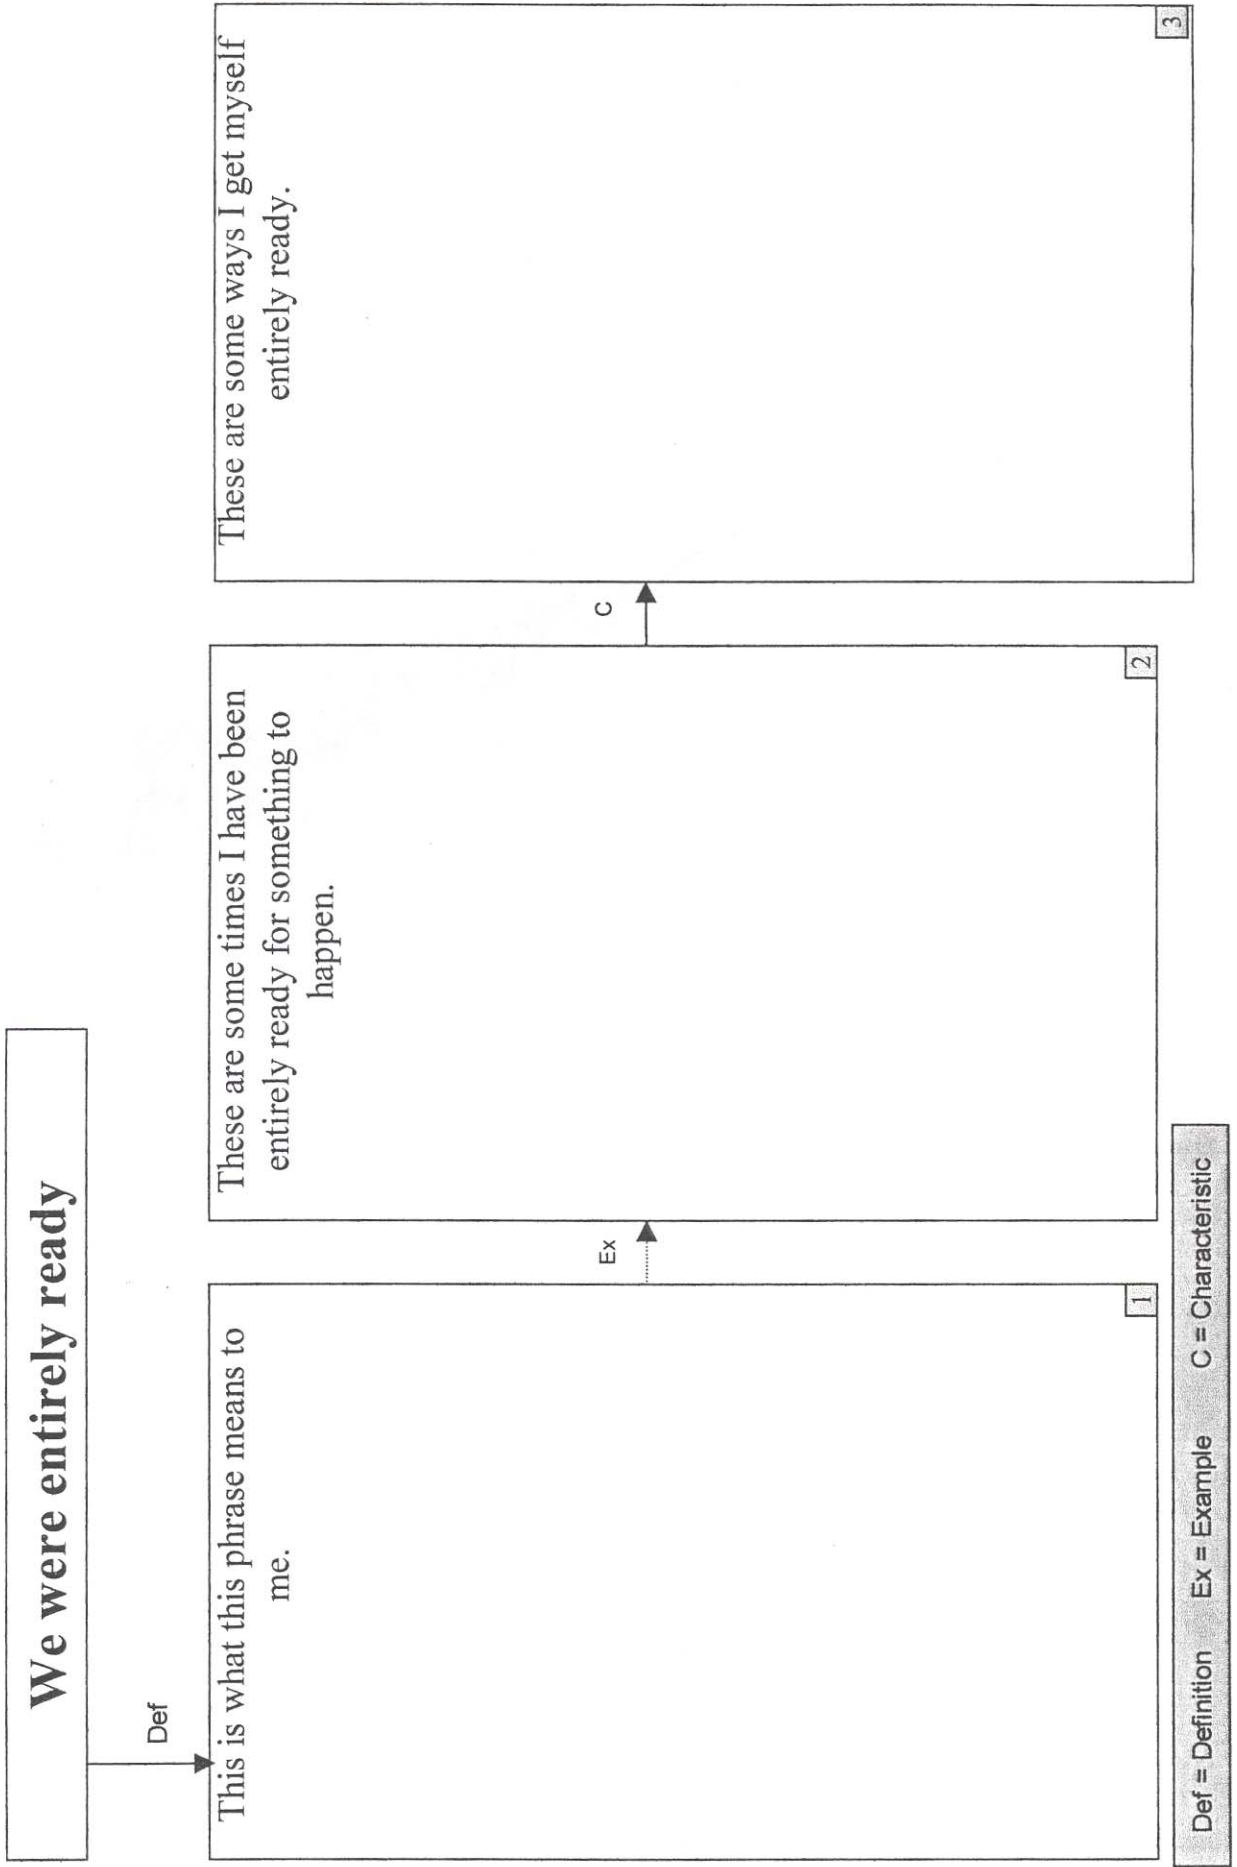 We were entirely ready
Def
This is what this phrase means to
me.
1
Ex
These are some times I have been
entirely ready for something to
happen.
2
C
These are some ways I get myself
entirely ready.
3
Def = Definition Ex = Example C = Characteristic